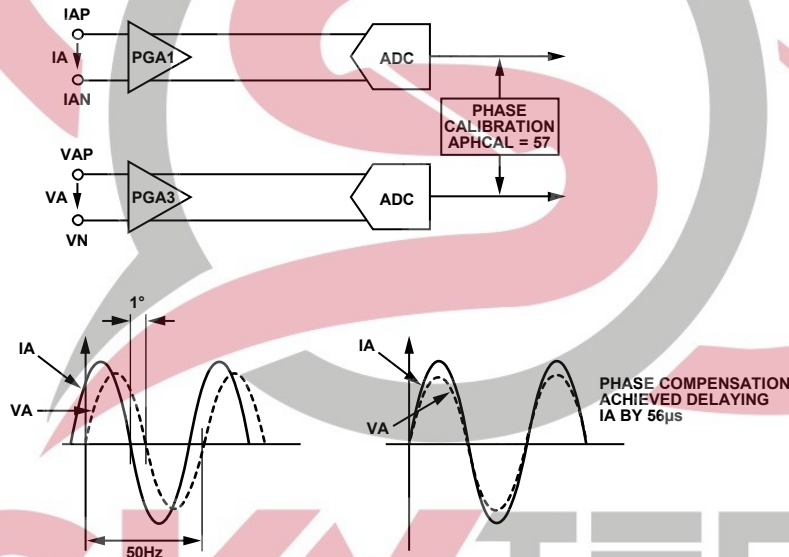 IAP
IA
PGA1
ADC
IAN
PHASE
CALIBRATION
APHCAL = 57
VAP
VA
PGA3
ADC
VN
1°
IA
VA
50Hz
IA
VA
PHASE COMPENSATION
ACHIEVED DELAYING
IA BY 56µs